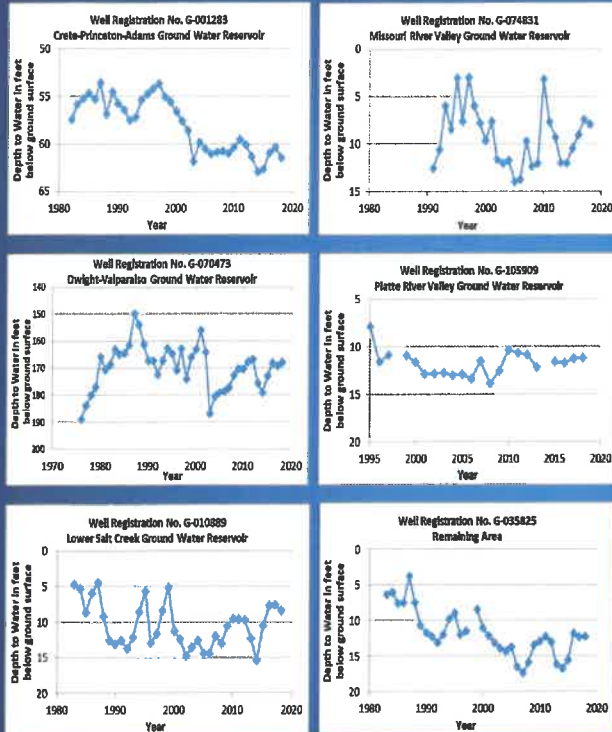 Well Registration No. G-001283
Crete-Princeton-Adams Ground Water Reservoir
Depth to Water in feet
below ground surface
50
55
60
65
1980
1990
2000
2010
2020
Year
Well Registration No. G-074831
Missouri River Valley Ground Water Reservoir
Depth to Water in feet
below ground surface
0
5
10
15
1980
1990
2000
2010
2020
Year
Well Registration No. G-070473
Dwight-Valparaiso Ground Water Reservoir
Depth to Water in feet
below ground surface
140
150
160
170
180
190
200
1970
1980
1990
2000
2010
2020
Year
Well Registration No. G-105909
Platte River Valley Ground Water Reservoir
Depth to Water in feet
below ground surface
5
10
15
20
1995
2000
2005
2010
2015
2020
Year
Well Registration No. G-010889
Lower Salt Creek Ground Water Reservoir
Depth to Water in feet
below ground surface
0
5
10
15
20
1980
1990
2000
2010
2020
Year
Well Registration No. G-035825
Remaining Area
Depth to Water in feet
below ground surface
0
5
10
15
20
1980
1990
2000
2010
2020
Year